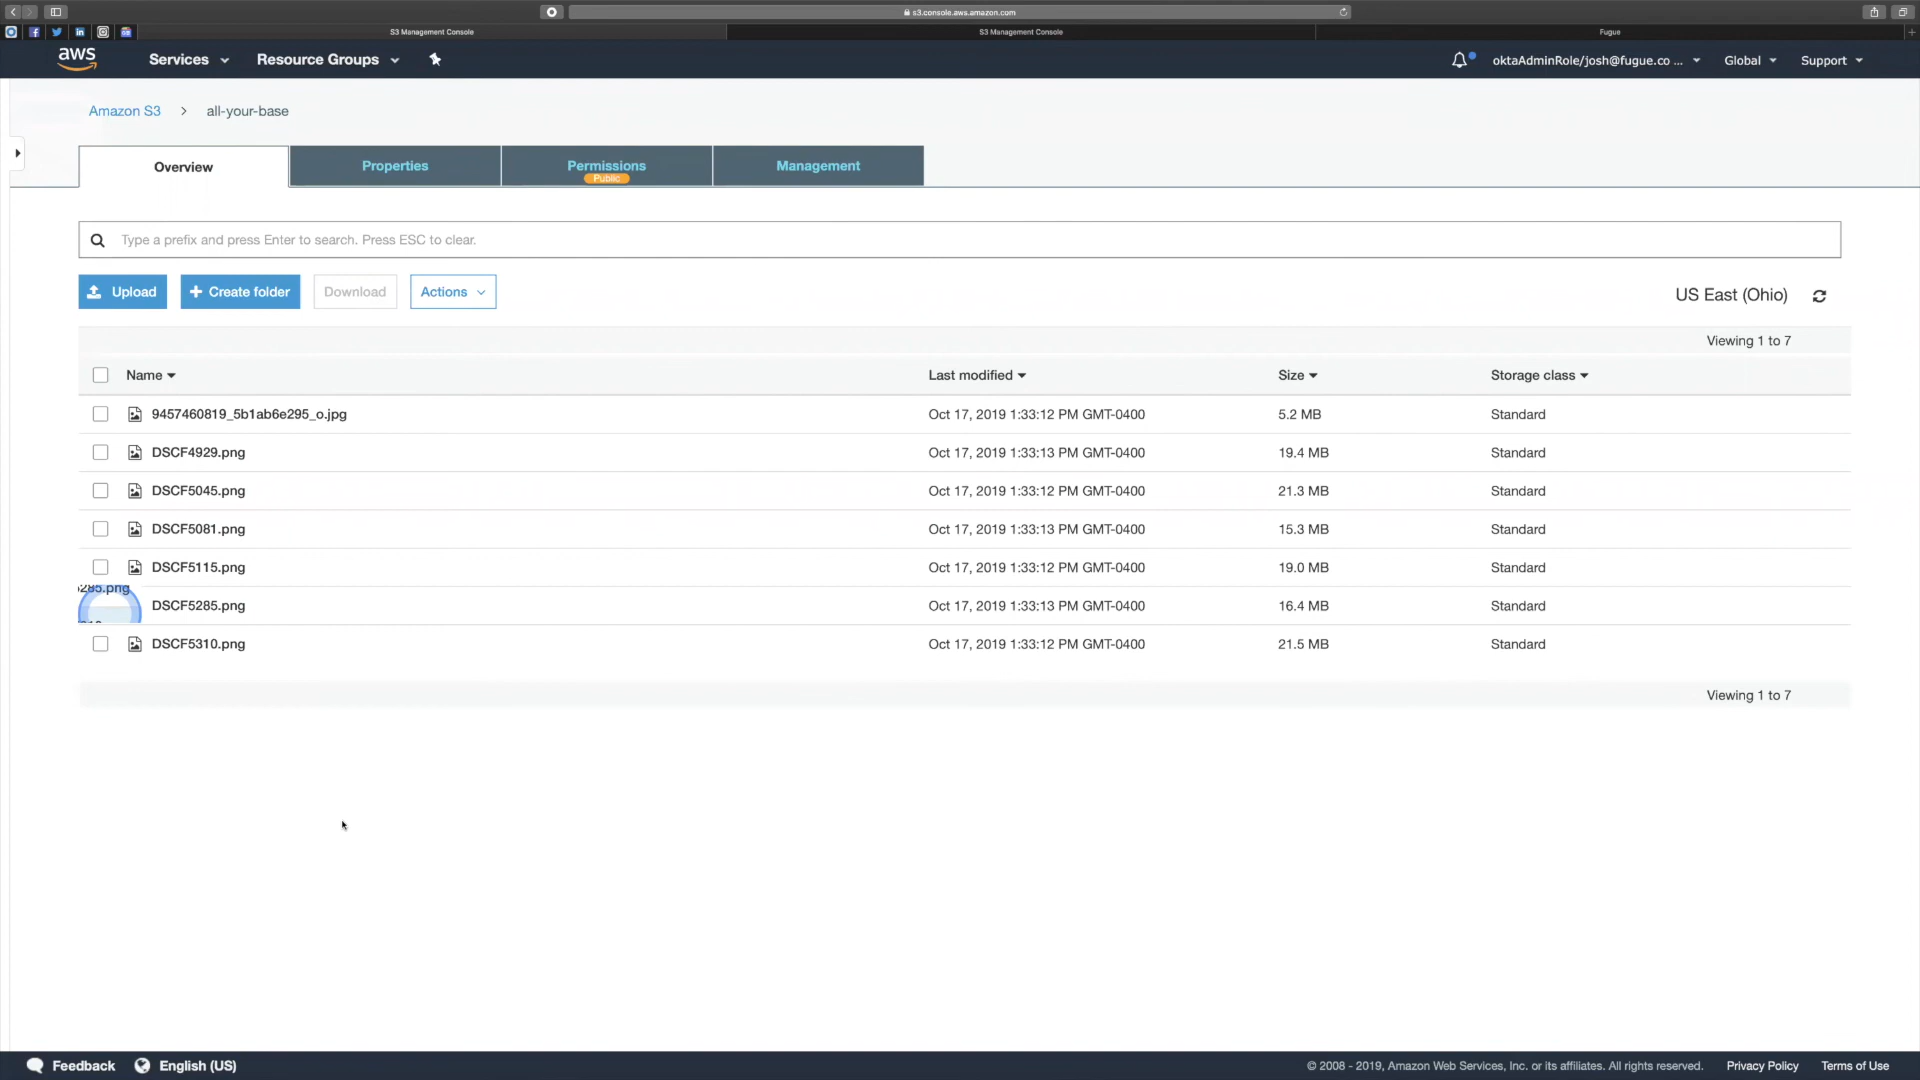 s3.console.aws.amazon.com
S3 Management Console
S3 Management Console
Fugue
aws
Services
Resource Groups
oktaAdminRole/josh@fugue.co ...
Global
Support
Amazon S3 > all-your-base
Overview
Properties
Permissions
Public
Management
Type a prefix and press Enter to search. Press ESC to clear.
Upload
+ Create folder
Download
Actions
US East (Ohio)
Viewing 1 to 7
Name
Last modified
Size
Storage class
9457460819_5b1ab6e295_o.jpg Oct 17, 2019 1:33:12 PM GMT-0400 5.2 MB Standard
DSCF4929.png Oct 17, 2019 1:33:13 PM GMT-0400 19.4 MB Standard
DSCF5045.png Oct 17, 2019 1:33:12 PM GMT-0400 21.3 MB Standard
DSCF5081.png Oct 17, 2019 1:33:13 PM GMT-0400 15.3 MB Standard
DSCF5115.png Oct 17, 2019 1:33:12 PM GMT-0400 19.0 MB Standard
285.png
DSCF5285.png Oct 17, 2019 1:33:13 PM GMT-0400 16.4 MB Standard
DSCF5310.png Oct 17, 2019 1:33:12 PM GMT-0400 21.5 MB Standard
Viewing 1 to 7
Feedback
English (US)
© 2008 - 2019, Amazon Web Services, Inc. or its affiliates. All rights reserved.
Privacy Policy
Terms of Use